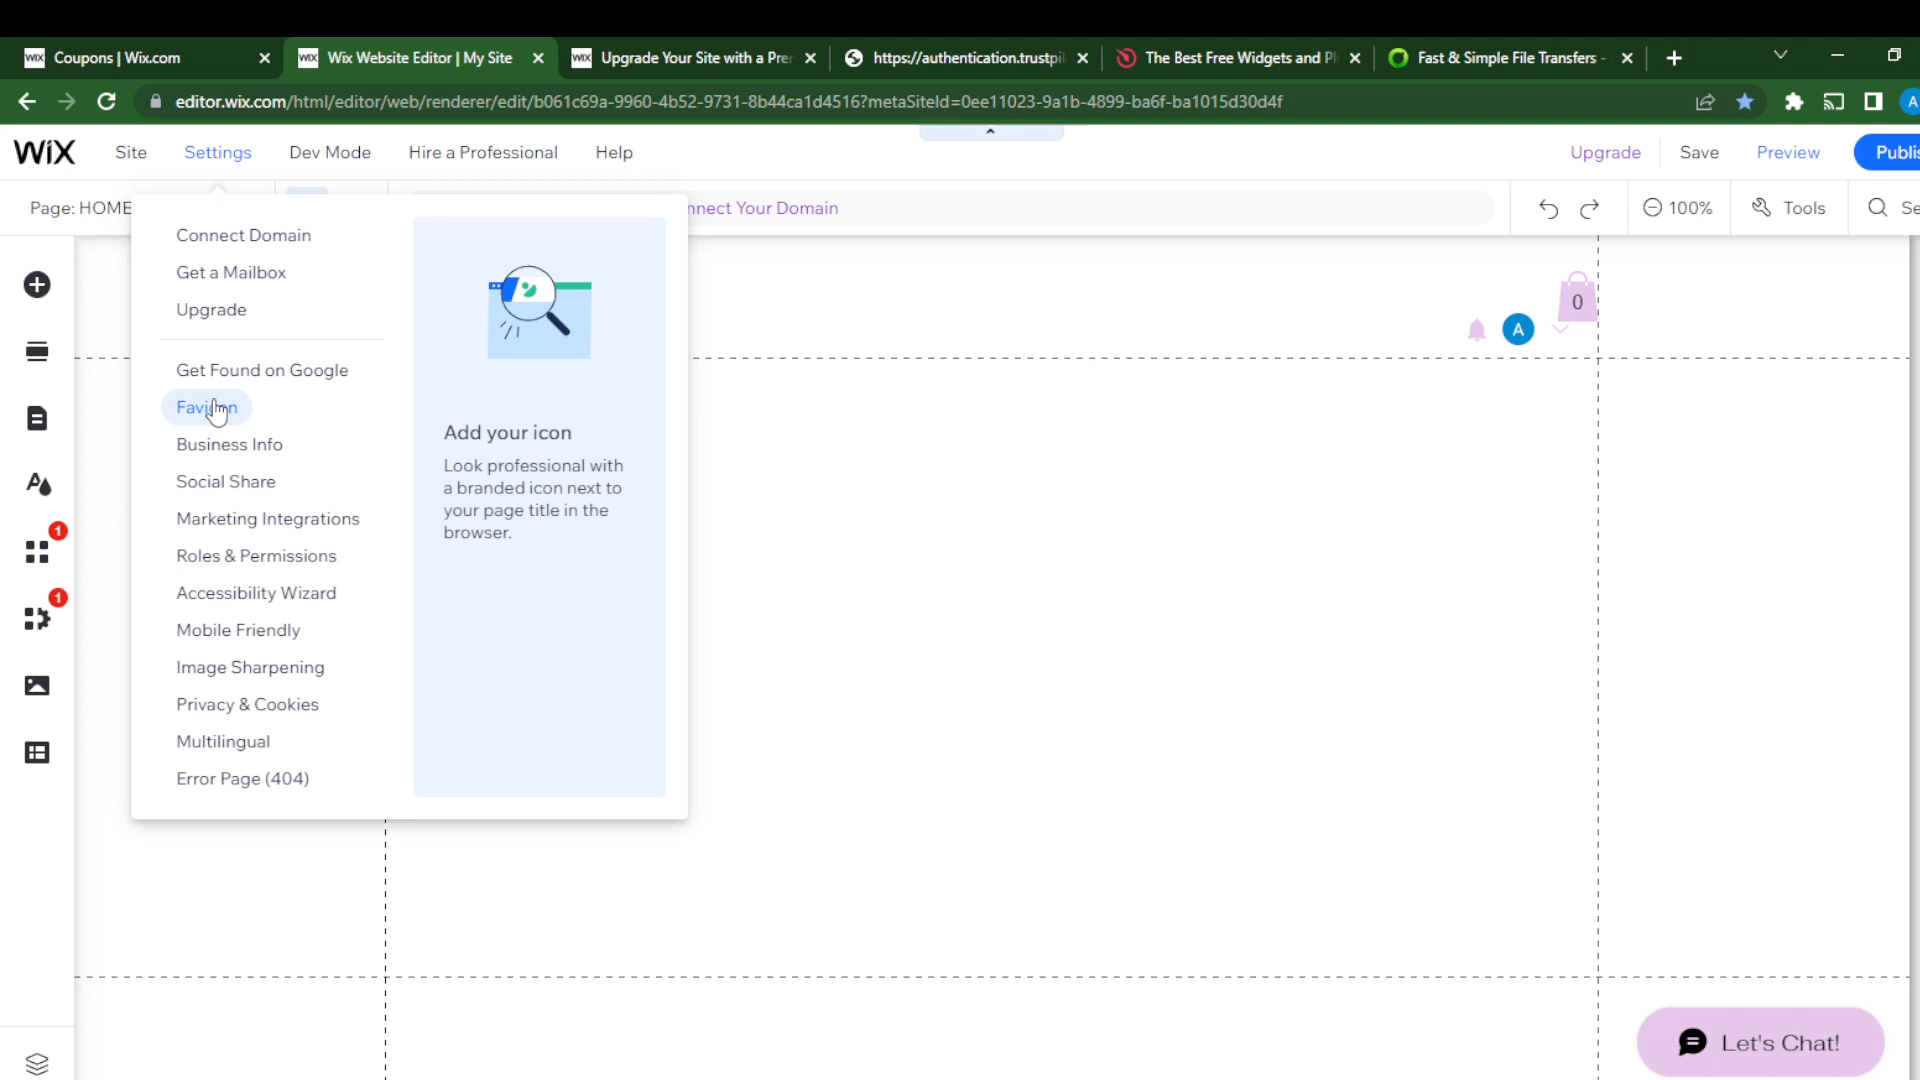 WIX Coupons | Wix.com
WIX Wix Website Editor | My Site
WIX Upgrade Your Site with a Prer
https://authentication.trustpil
The Best Free Widgets and Pl
Fast & Simple File Transfers -
editor.wix.com/html/editor/web/renderer/edit/b061c69a-9960-4b52-9731-8b44ca1d4516?metaSiteId=0ee11023-9a1b-4899-ba6f-ba1015d30d4f
A
WiX
Site
Settings
Dev Mode
Hire a Professional
Help
Upgrade
Save
Preview
Publis
Page: HOME
nnect Your Domain
100%
Tools
Se
Connect Domain
Get a Mailbox
Upgrade
Get Found on Google
Favicon
Business Info
Social Share
Marketing Integrations
Roles & Permissions
Accessibility Wizard
Mobile Friendly
Image Sharpening
Privacy & Cookies
Multilingual
Error Page (404)
Add your icon
Look professional with
a branded icon next to
your page title in the
browser.
0
A
1
1
Let's Chat!